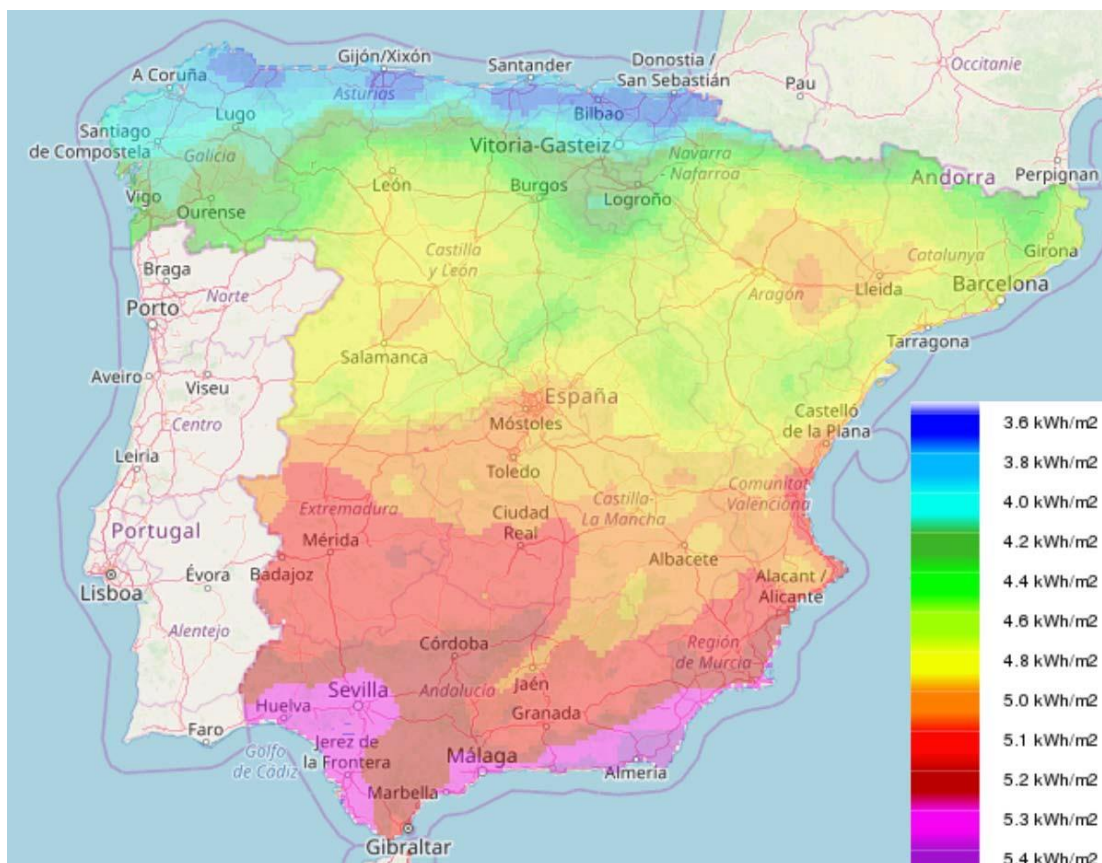 Gijón/Xixón
Santander
Donostia /
San Sebastián
A Coruña
Pau
Occitanie
Asturias
Bilbao
Lugo
Santiago
de Compostela
Vitoria-Gasteiz
Galicia
Navarra
- Nafarroa
Andorra
Perpignan
León
Burgos
Logroño
Vigo
Ourense
Castilla
y León
Catalunya
Girona
Braga
Norte
Aragón
Lleida
Barcelona
Porto
Tarragona
Salamanca
Aveiro
Viseu
España
Móstoles
Centro
Castelló
de la Plana
Leiria
Toledo
Extremadura
Castilla-
La Mancha
Comunitat
Valenciana
Ciudad
Real
Portugal
Mérida
Albacete
Lisboa
Évora
Badajoz
Alacant /
Alicante
Alentejo
Córdoba
Región
de Murcia
Sevilla
Andalucía
Jaén
Huelva
Granada
Faro
Golfo
de Cádiz
Jerez de
la Frontera
Málaga
Almería
Marbella
Gibraltar
3.6 kWh/m2
3.8 kWh/m2
4.0 kWh/m2
4.2 kWh/m2
4.4 kWh/m2
4.6 kWh/m2
4.8 kWh/m2
5.0 kWh/m2
5.1 kWh/m2
5.2 kWh/m2
5.3 kWh/m2
5.4 kWh/m2